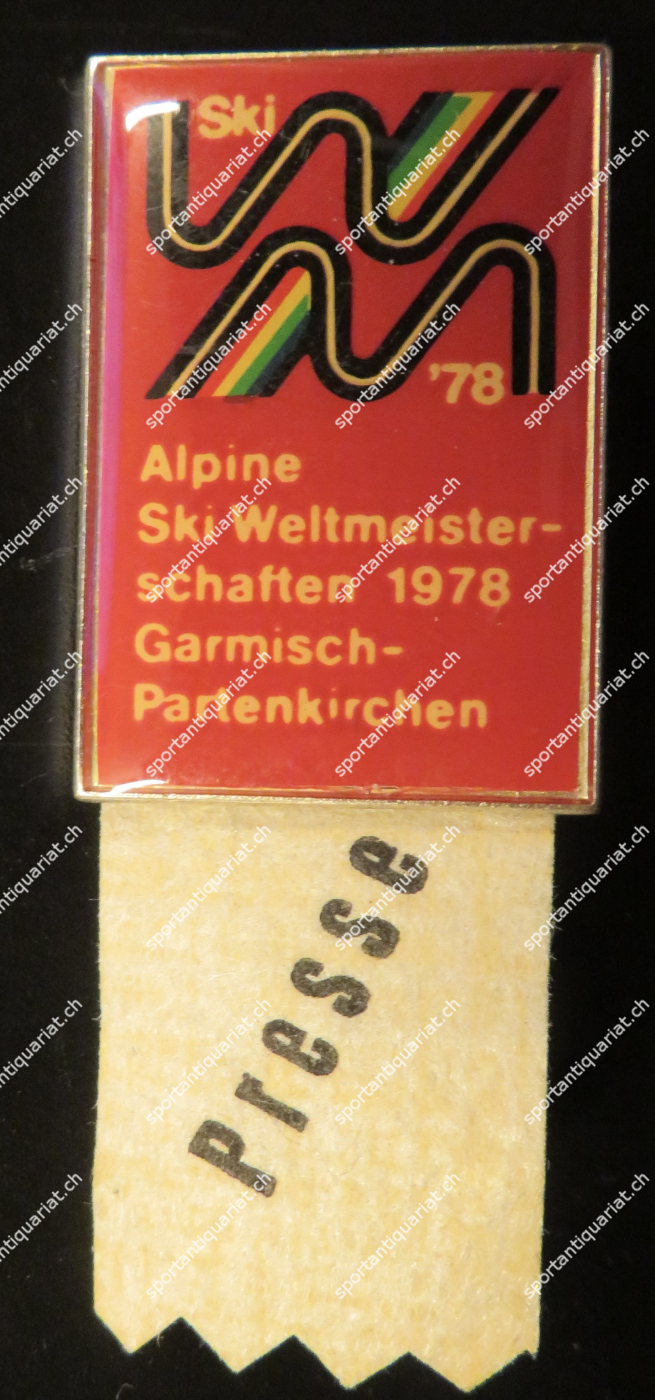 Ski
'78
Alpine
Ski Weltmeister-
schaften 1978
Garmisch-
Partenkirchen
Presse
sportantiquariat.ch